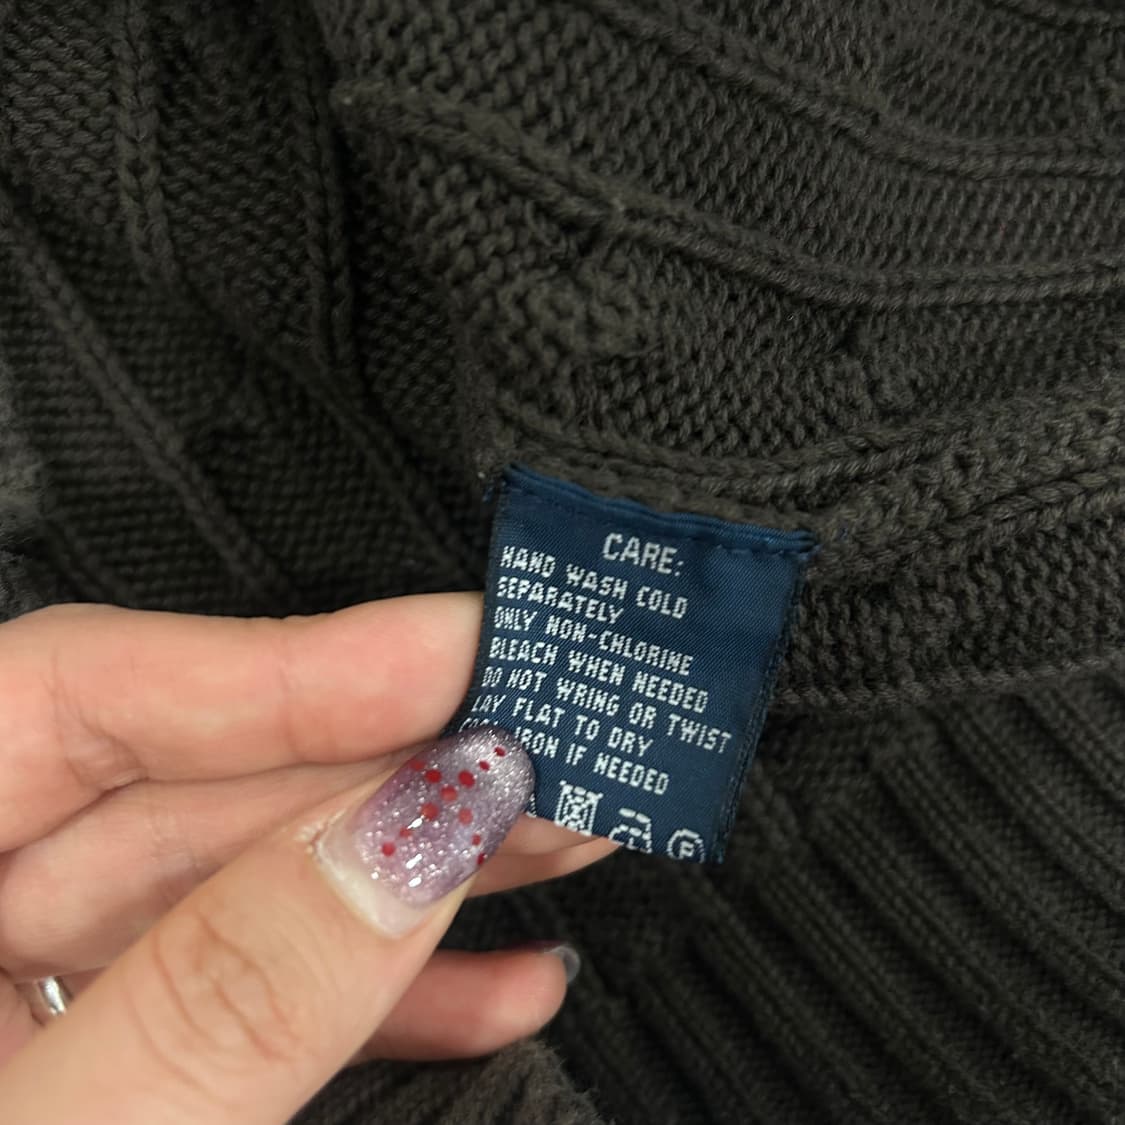 CARE:
HAND WASH COLD
SEPARATELY
ONLY NON-CHLORINE
BLEACH WHEN NEEDED
DO NOT WRING OR TWIST
LAY FLAT TO DRY
IRON IF NEEDED
P